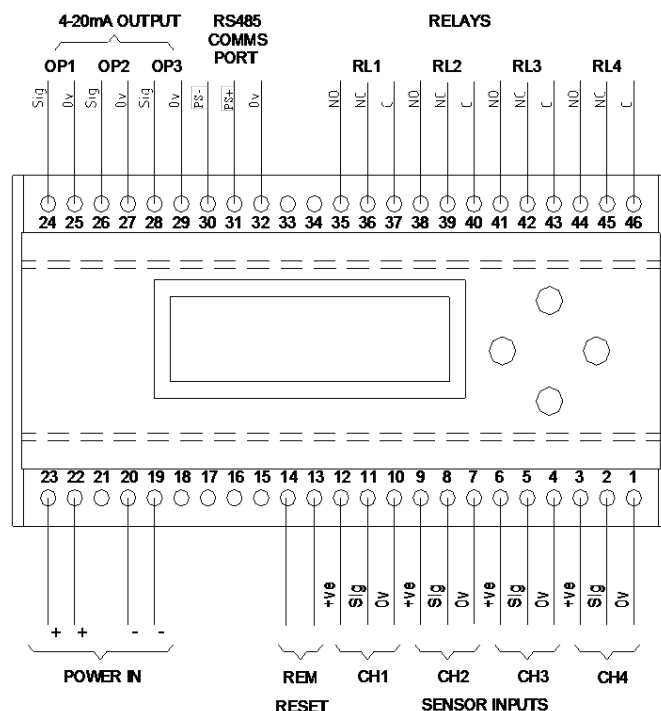 4-20mA OUTPUT RS485 COMMS PORT RELAYS
OP1 OP2 OP3 RL1 RL2 RL3 RL4
Sig 0v Sig 0v Sig 0v PS- PS+ 0v NO NC C NO NC C NO NC C NO NC C
24 25 26 27 28 29 30 31 32 33 34 35 36 37 38 39 40 41 42 43 44 45 46
23 22 21 20 19 18 17 16 15 14 13 12 11 10 9 8 7 6 5 4 3 2 1
+ve Sig 0v +ve Sig 0v +ve Sig 0v +ve Sig 0v
+ + - -
POWER IN REM CH1 CH2 CH3 CH4
RESET SENSOR INPUTS